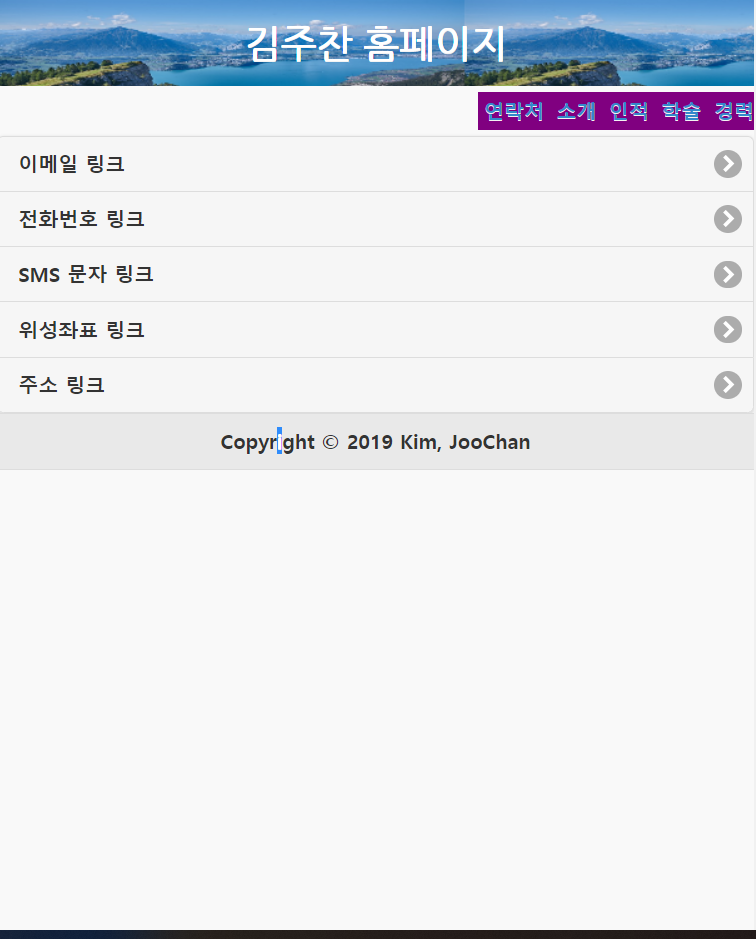 김주찬 홈페이지
연락처 소개 인적 학술 경력
이메일 링크
전화번호 링크
SMS 문자 링크
위성좌표 링크
주소 링크
Copyright © 2019 Kim, JooChan